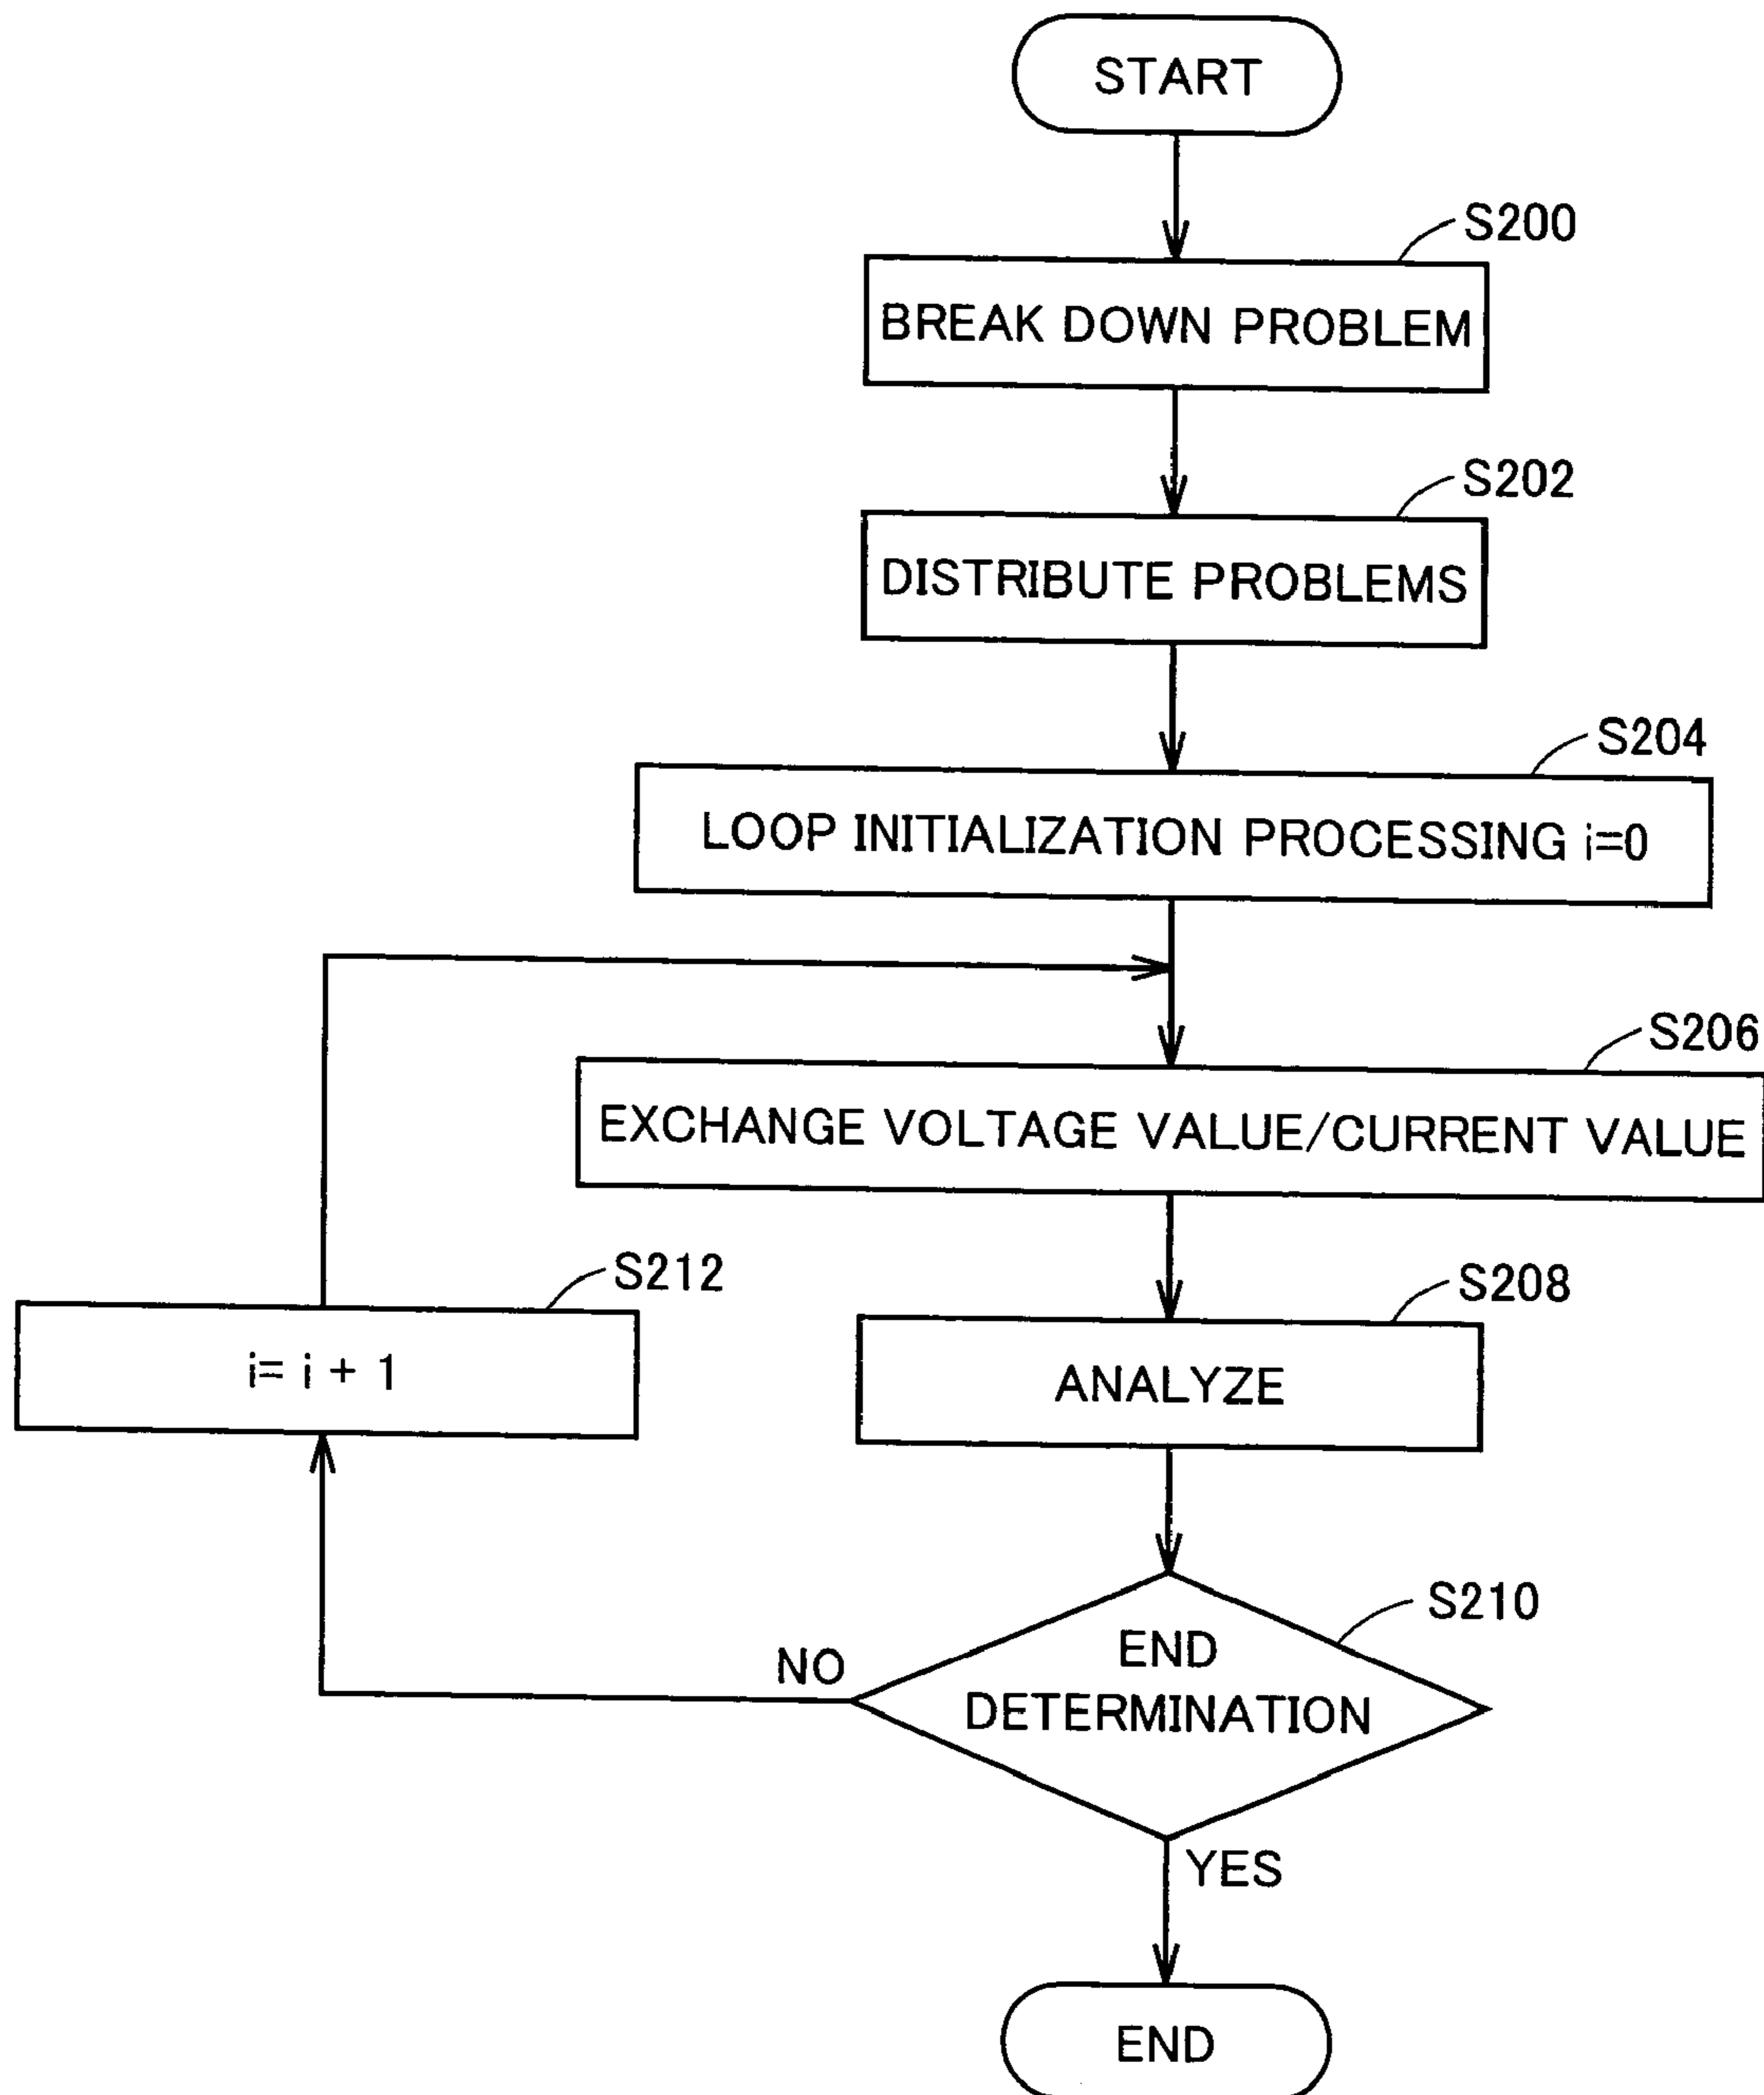 START
S200
BREAK DOWN PROBLEM
S202
DISTRIBUTE PROBLEMS
S204
LOOP INITIALIZATION PROCESSING i=0
S206
EXCHANGE VOLTAGE VALUE/CURRENT VALUE
S212
i= i + 1
S208
ANALYZE
S210
END
DETERMINATION
NO
YES
END